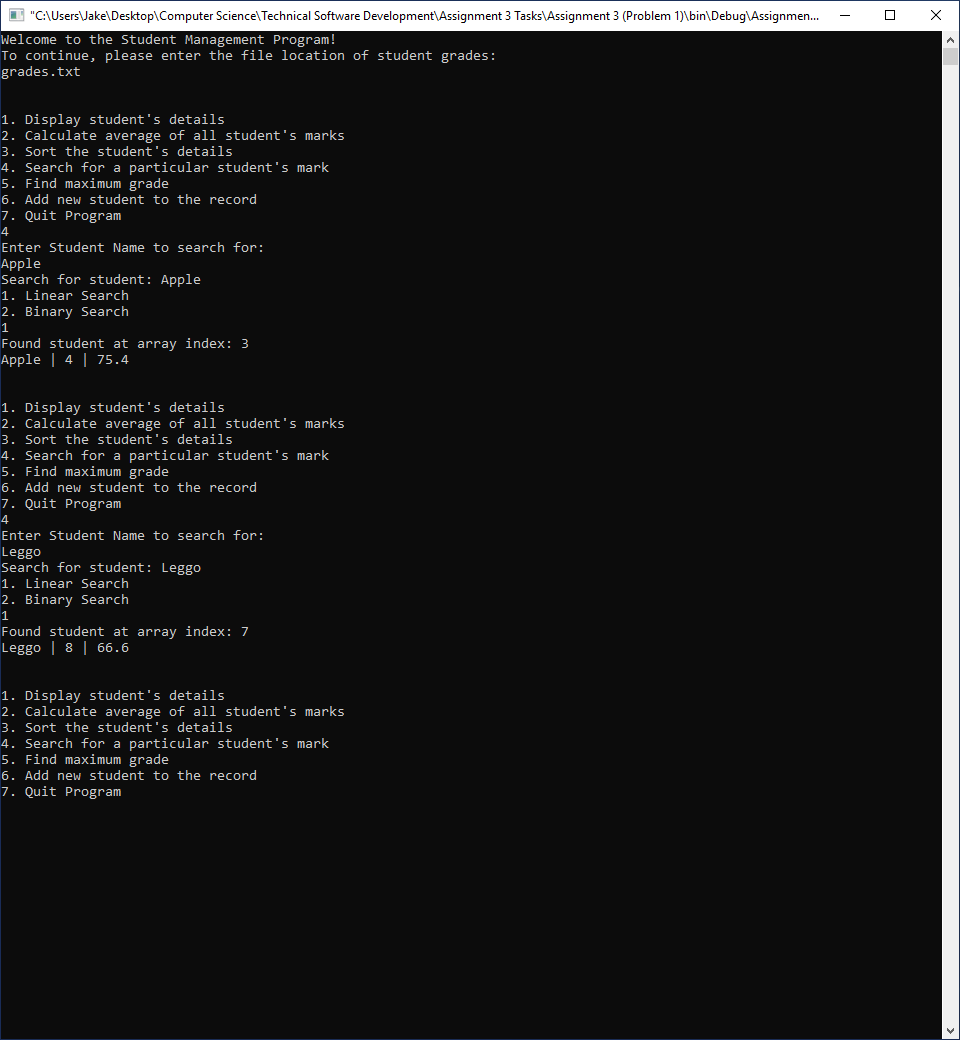 "C:\Users\Jake\Desktop\Computer Science\Technical Software Development\Assignment 3 Tasks\Assignment 3 (Problem 1)\bin\Debug\Assignmen...
Welcome to the Student Management Program!
To continue, please enter the file location of student grades:
grades.txt
1. Display student's details
2. Calculate average of all student's marks
3. Sort the student's details
4. Search for a particular student's mark
5. Find maximum grade
6. Add new student to the record
7. Quit Program
4
Enter Student Name to search for:
Apple
Search for student: Apple
1. Linear Search
2. Binary Search
1
Found student at array index: 3
Apple | 4 | 75.4
1. Display student's details
2. Calculate average of all student's marks
3. Sort the student's details
4. Search for a particular student's mark
5. Find maximum grade
6. Add new student to the record
7. Quit Program
4
Enter Student Name to search for:
Leggo
Search for student: Leggo
1. Linear Search
2. Binary Search
1
Found student at array index: 7
Leggo | 8 | 66.6
1. Display student's details
2. Calculate average of all student's marks
3. Sort the student's details
4. Search for a particular student's mark
5. Find maximum grade
6. Add new student to the record
7. Quit Program